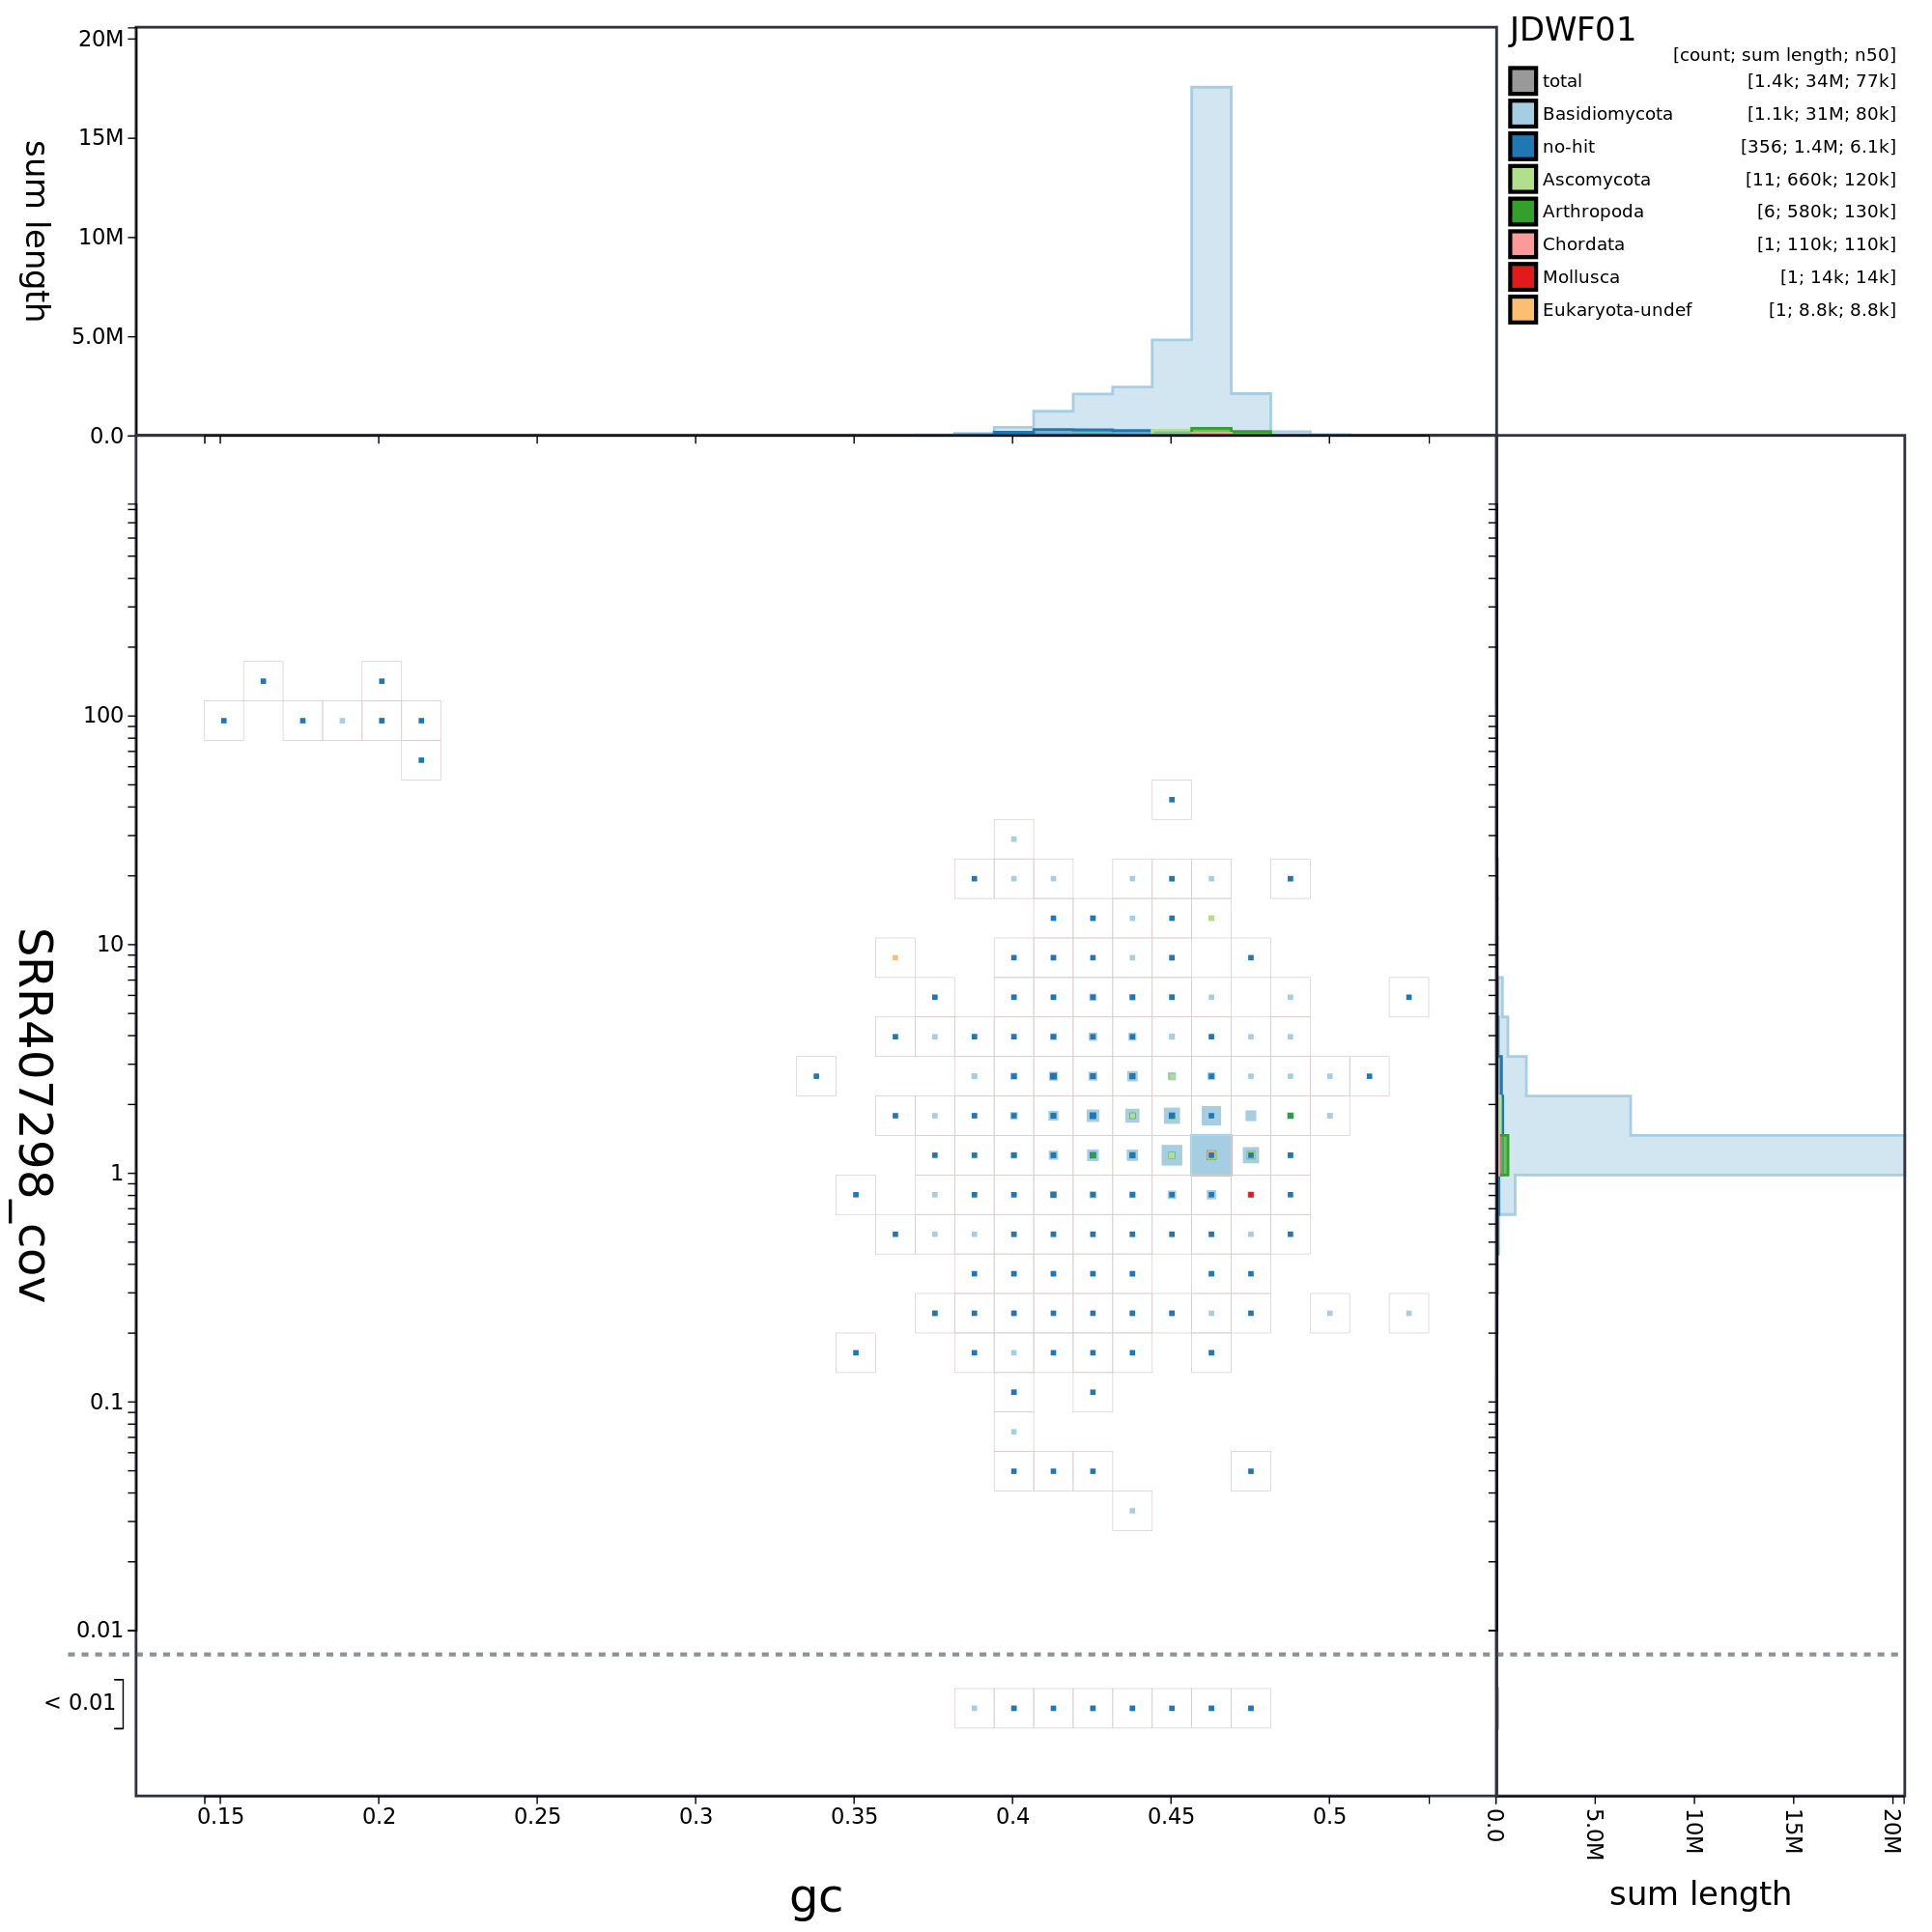 JDWF01
[count; sum length; n50]
total [1.4k; 34M; 77k]
Basidiomycota [1.1k; 31M; 80k]
no-hit [356; 1.4M; 6.1k]
Ascomycota [11; 660k; 120k]
Arthropoda [6; 580k; 130k]
Chordata [1; 110k; 110k]
Mollusca [1; 14k; 14k]
Eukaryota-undef [1; 8.8k; 8.8k]
sum length
20M
15M
10M
5.0M
0.0
SRR407298_cov
100
10
1
0.1
0.01
< 0.01
0.15 0.2 0.25 0.3 0.35 0.4 0.45 0.5
gc
0.0 5.0M 10M 15M 20M
sum length